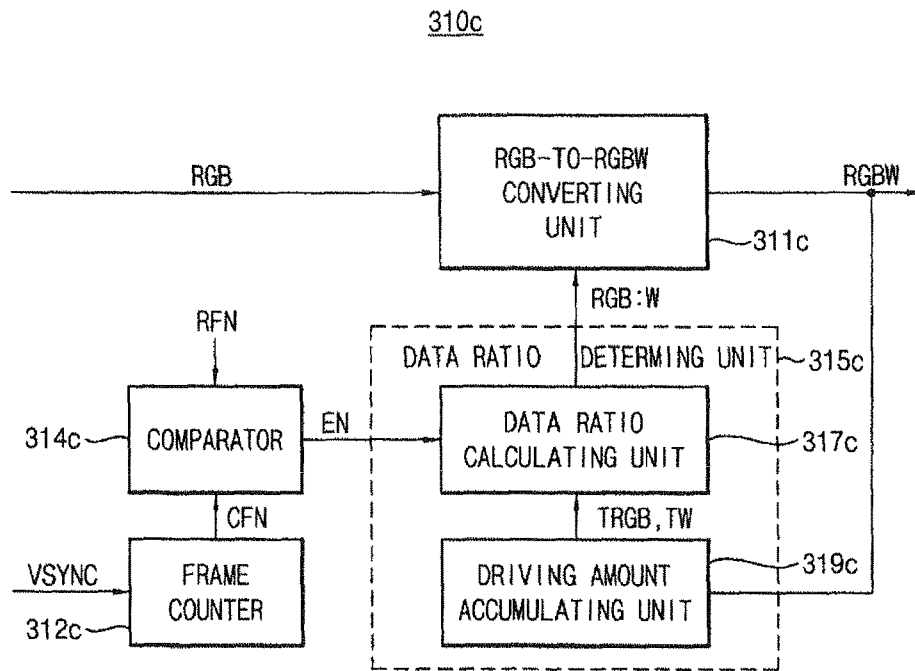 310c
RGB
RGB-TO-RGBW
CONVERTING
UNIT
RGBW
311c
RGB:W
RFN
DATA RATIO DETERMING UNIT
315c
314c
COMPARATOR
EN
DATA RATIO
CALCULATING UNIT
317c
CFN
TRGB,TW
VSYNC
FRAME
COUNTER
312c
DRIVING AMOUNT
ACCUMULATING UNIT
319c